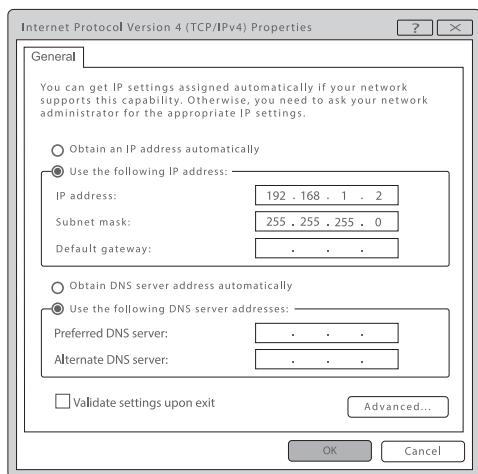 Internet Protocol Version 4 (TCP/IPv4) Properties ? ×
General
You can get IP settings assigned automatically if your network
supports this capability. Otherwise, you need to ask your network
administrator for the appropriate IP settings.
Obtain an IP address automatically
Use the following IP address:
IP address: 192 . 168 . 1 . 2
Subnet mask: 255 . 255 . 255 . 0
Default gateway: . . .
Obtain DNS server address automatically
Use the following DNS server addresses:
Preferred DNS server: . . .
Alternate DNS server: . . .
Validate settings upon exit
Advanced...
OK Cancel